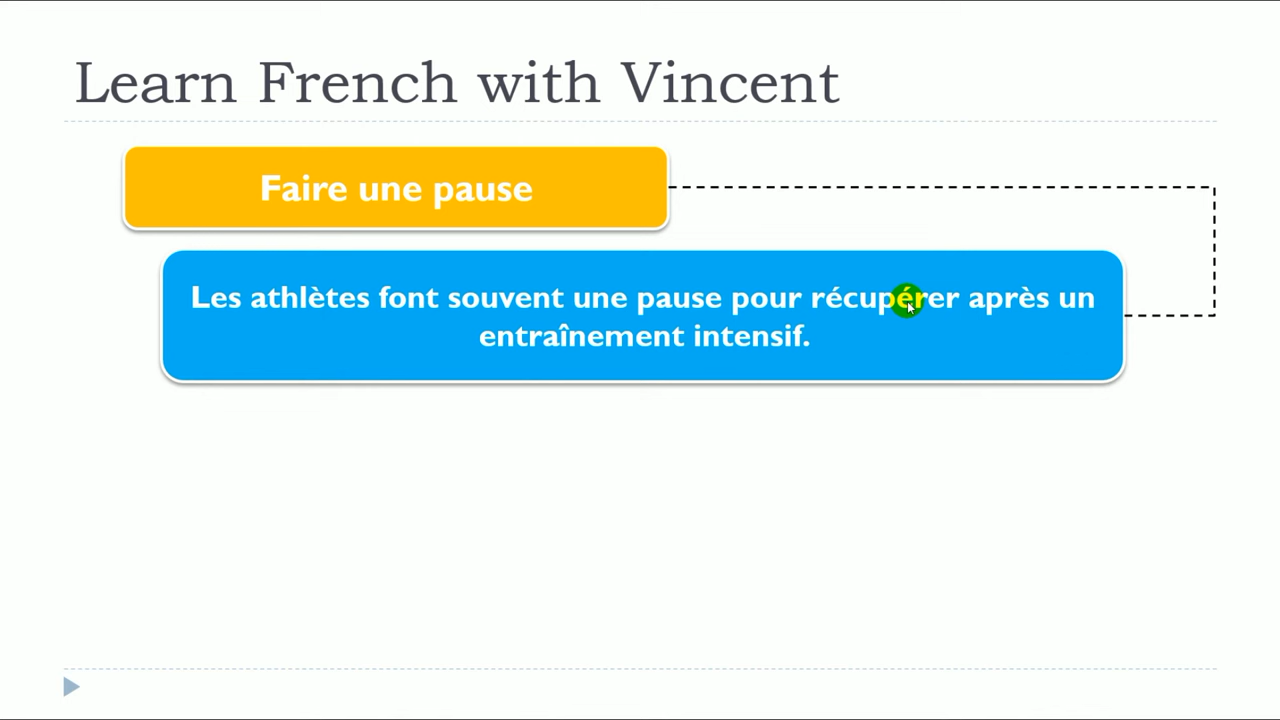 Learn French with Vincent
Faire une pause
Les athlètes font souvent une pause pour récupérer après un
entraînement intensif.